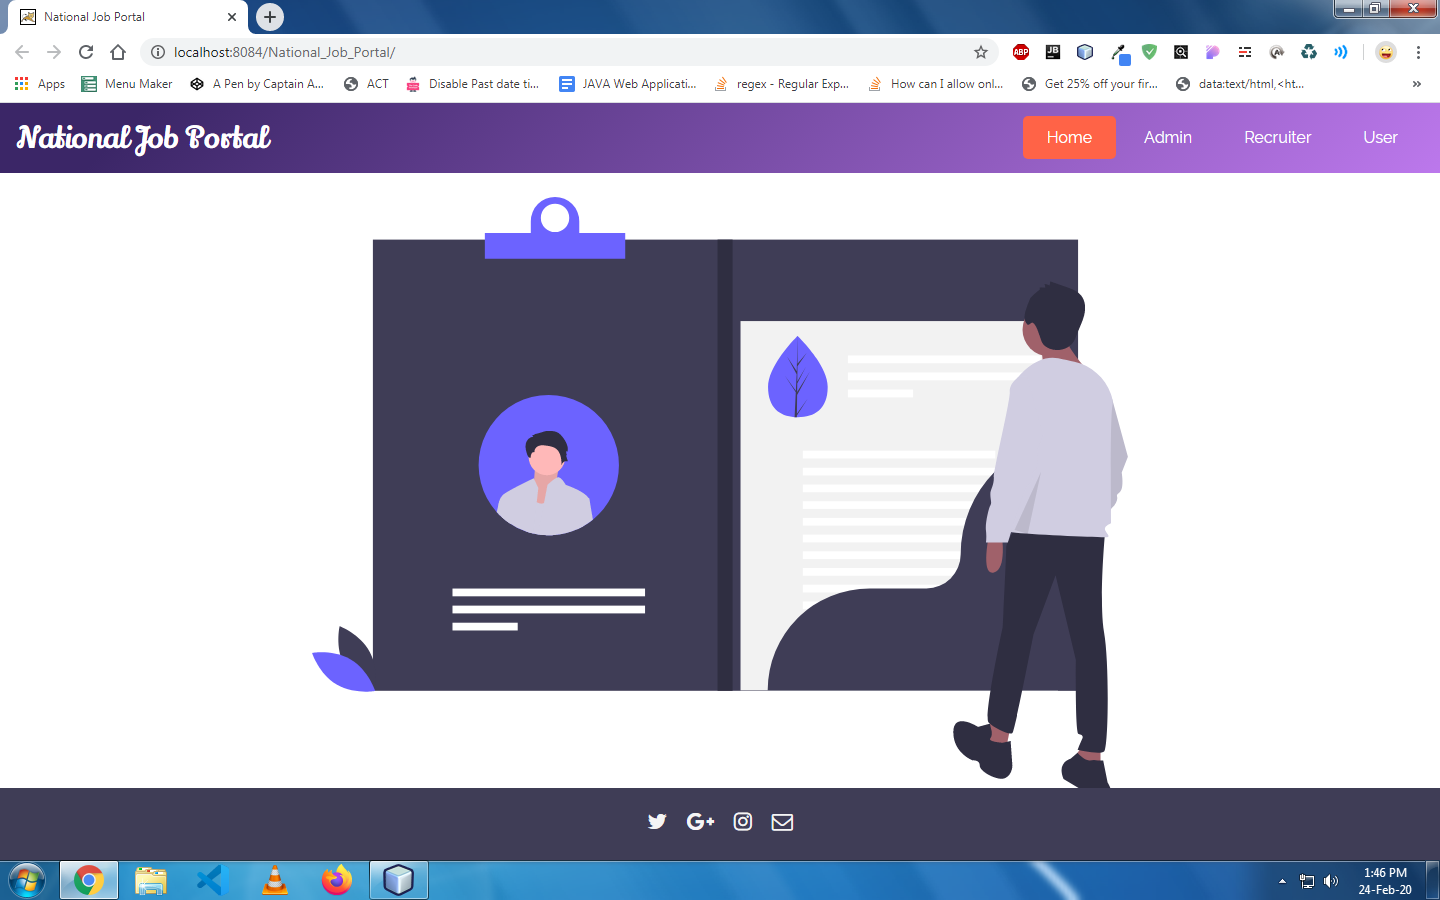 National Job Portal
localhost:8084/National_Job_Portal/
ABP
JB
Apps
Menu Maker
A Pen by Captain A...
ACT
Disable Past date ti...
JAVA Web Applicati...
regex - Regular Exp...
How can I allow onl...
Get 25% off your fir...
data:text/html,<ht...
»
National Job Portal
Home
Admin
Recruiter
User
G+
1:46 PM
24-Feb-20